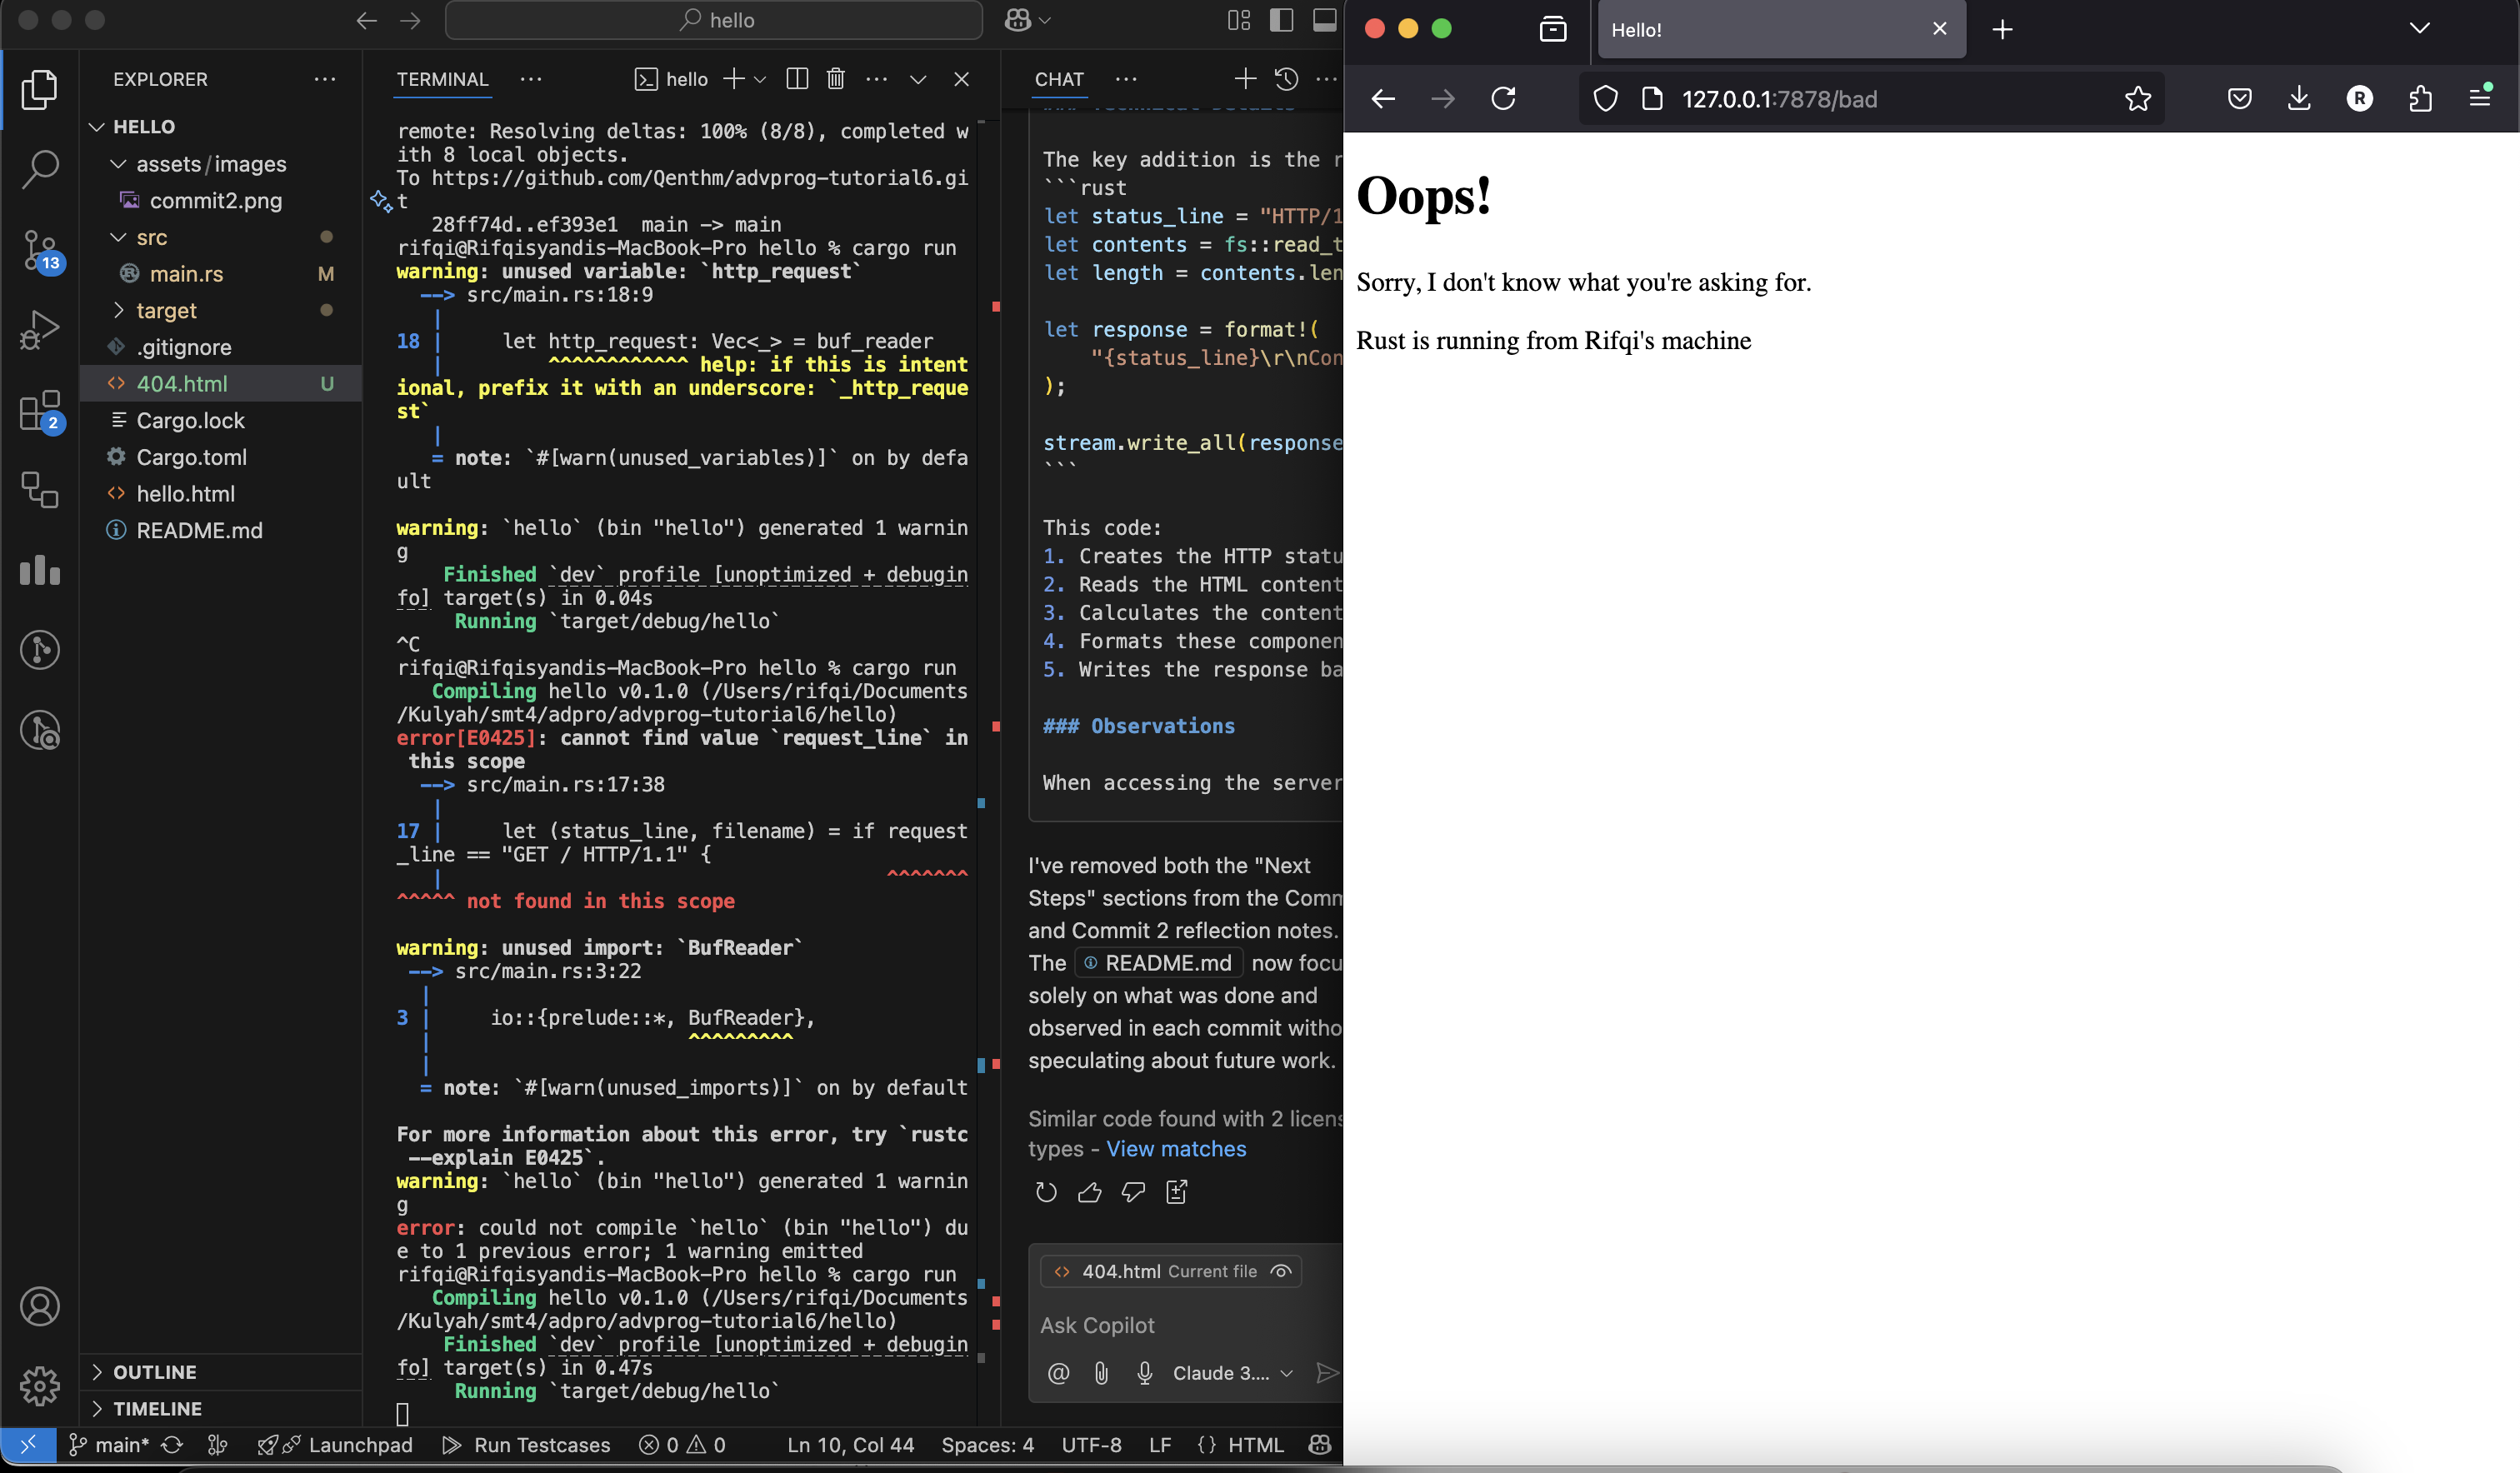 hello
EXPLORER
HELLO
assets/images
commit2.png
src
main.rs M
target
.gitignore
404.html U
Cargo.lock
Cargo.toml
hello.html
README.md
OUTLINE
TIMELINE
13
2
TERMINAL
hello
remote: Resolving deltas: 100% (8/8), completed w
ith 8 local objects.
To https://github.com/Qenthm/advprog-tutorial6.gi
t
28ff74d..ef393e1  main -> main
rifqi@Rifqisyandis-MacBook-Pro hello % cargo run
warning: unused variable: `http_request`
--> src/main.rs:18:9
|
18 |     let http_request: Vec<_> = buf_reader
|         ^^^^^^^^^^^^ help: if this is intent
ional, prefix it with an underscore: `_http_reque
st`
|
= note: `#[warn(unused_variables)]` on by defa
ult
warning: `hello` (bin "hello") generated 1 warnin
g
Finished `dev` profile [unoptimized + debugin
fo] target(s) in 0.04s
Running `target/debug/hello`
^C
rifqi@Rifqisyandis-MacBook-Pro hello % cargo run
Compiling hello v0.1.0 (/Users/rifqi/Documents
/Kulyah/smt4/adpro/advprog-tutorial6/hello)
error[E0425]: cannot find value `request_line` in
this scope
--> src/main.rs:17:38
|
17 |     let (status_line, filename) = if request
_line == "GET / HTTP/1.1" {
|                                      ^^^^^^^
^^^^^ not found in this scope
warning: unused import: `BufReader`
--> src/main.rs:3:22
|
3 |     io::{prelude::*, BufReader},
|                      ^^^^^^^^^
|
= note: `#[warn(unused_imports)]` on by default
For more information about this error, try `rustc
--explain E0425`.
warning: `hello` (bin "hello") generated 1 warnin
g
error: could not compile `hello` (bin "hello") du
e to 1 previous error; 1 warning emitted
rifqi@Rifqisyandis-MacBook-Pro hello % cargo run
Compiling hello v0.1.0 (/Users/rifqi/Documents
/Kulyah/smt4/adpro/advprog-tutorial6/hello)
Finished `dev` profile [unoptimized + debugin
fo] target(s) in 0.47s
Running `target/debug/hello`
CHAT
The key addition is the r
```rust
let status_line = "HTTP/1
let contents = fs::read_t
let length = contents.len
let response = format!(
"{status_line}\r\nCon
);
stream.write_all(response
```
This code:
1. Creates the HTTP statu
2. Reads the HTML content
3. Calculates the content
4. Formats these componen
5. Writes the response ba
### Observations
When accessing the server
I've removed both the "Next
Steps" sections from the Comm
and Commit 2 reflection notes.
The README.md now focu
solely on what was done and
observed in each commit witho
speculating about future work.
Similar code found with 2 licens
types - View matches
404.html Current file
Ask Copilot
Claude 3....
main* Launchpad Run Testcases 0 0 Ln 10, Col 44 Spaces: 4 UTF-8 LF {} HTML
Hello!
127.0.0.1:7878/bad
R
Oops!
Sorry, I don't know what you're asking for.
Rust is running from Rifqi's machine